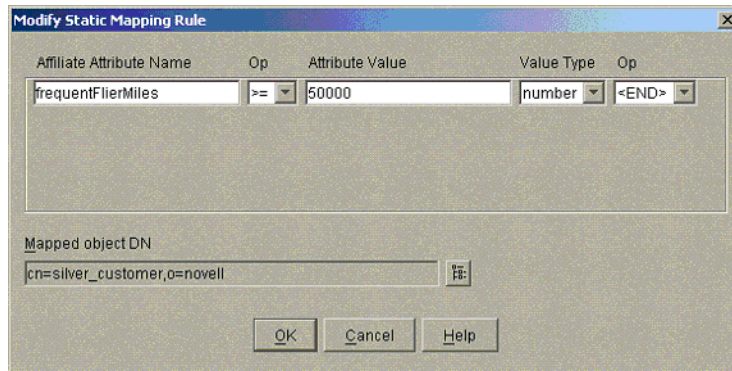 Modify Static Mapping Rule
Affiliate Attribute Name Op Attribute Value Value Type Op
frequentFlierMiles >= 50000 number <END>
Mapped object DN
cn=silver_customer,o=novell
OK Cancel Help